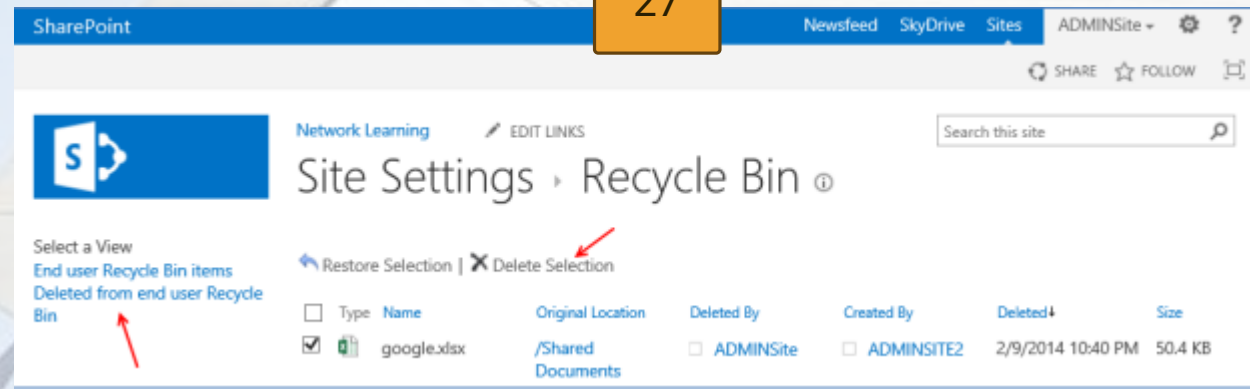 27
SharePoint Newsfeed SkyDrive Sites ADMINSite ?
SHARE FOLLOW
Network Learning EDIT LINKS Search this site
S
Site Settings › Recycle Bin
Select a View
End user Recycle Bin items
Deleted from end user Recycle
Bin
Restore Selection | Delete Selection
Type Name Original Location Deleted By Created By Deleted↓ Size
google.xlsx /Shared ADMINSite ADMINSITE2 2/9/2014 10:40 PM 50.4 KB
Documents